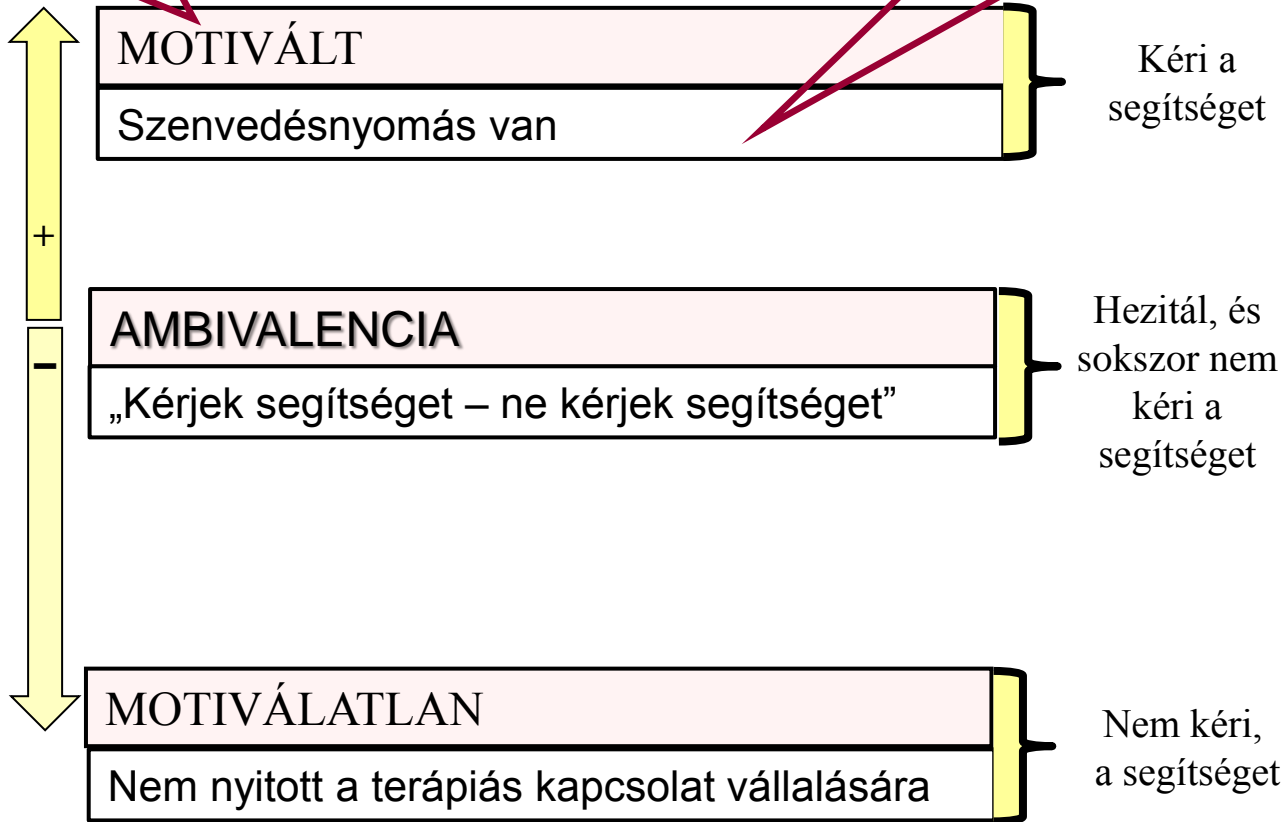 MOTIVÁLT
Szenvedésnyomás van
Kéri a
segítséget
+
-
AMBIVALENCIA
„Kérjek segítséget – ne kérjek segítséget”
Hezitál, és
sokszor nem
kéri a
segítséget
MOTIVÁLATLAN
Nem nyitott a terápiás kapcsolat vállalására
Nem kéri,
a segítséget